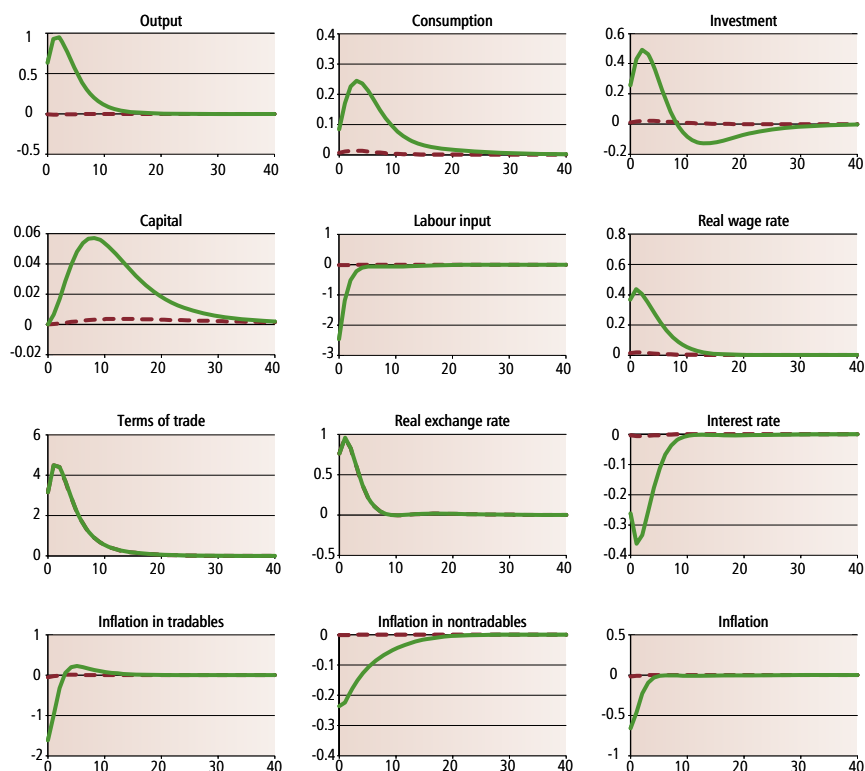 Output
1
0.5
0
-0.5
0 10 20 30 40
Consumption
0.4
0.3
0.2
0.1
0
0 10 20 30 40
Investment
0.6
0.4
0.2
0
-0.2
0 10 20 30 40
Capital
0.06
0.04
0.02
0
-0.02
0 10 20 30 40
Labour input
1
0
-1
-2
-3
0 10 20 30 40
Real wage rate
0.8
0.6
0.4
0.2
0
0 10 20 30 40
Terms of trade
6
4
2
0
0 10 20 30 40
Real exchange rate
1
0.5
0
-0.5
0 10 20 30 40
Interest rate
0
-0.1
-0.2
-0.3
-0.4
0 10 20 30 40
Inflation in tradables
1
0
-1
-2
0 10 20 30 40
Inflation in nontradables
0
-0.1
-0.2
-0.3
-0.4
0 10 20 30 40
Inflation
0.5
0
-0.5
-1
0 10 20 30 40